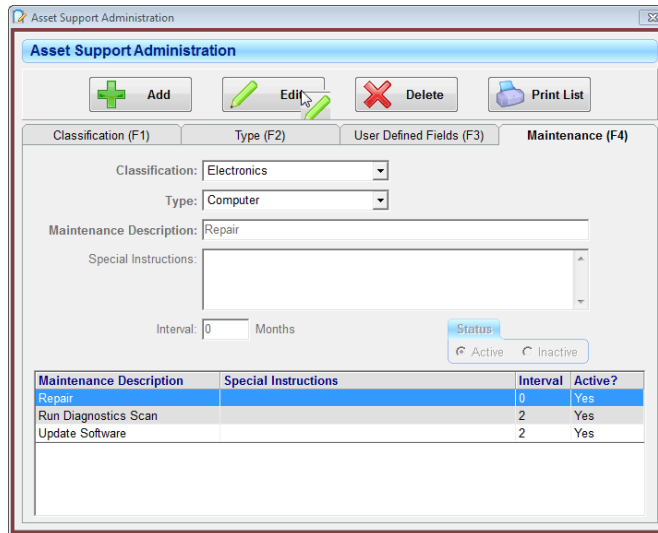 Asset Support Administration
Asset Support Administration
Add Edit Delete Print List
Classification (F1) Type (F2) User Defined Fields (F3) Maintenance (F4)
Classification: Electronics
Type: Computer
Maintenance Description: Repair
Special Instructions:
Interval: 0 Months
Status
Active Inactive
Maintenance Description Special Instructions Interval Active?
Repair 0 Yes
Run Diagnostics Scan 2 Yes
Update Software 2 Yes